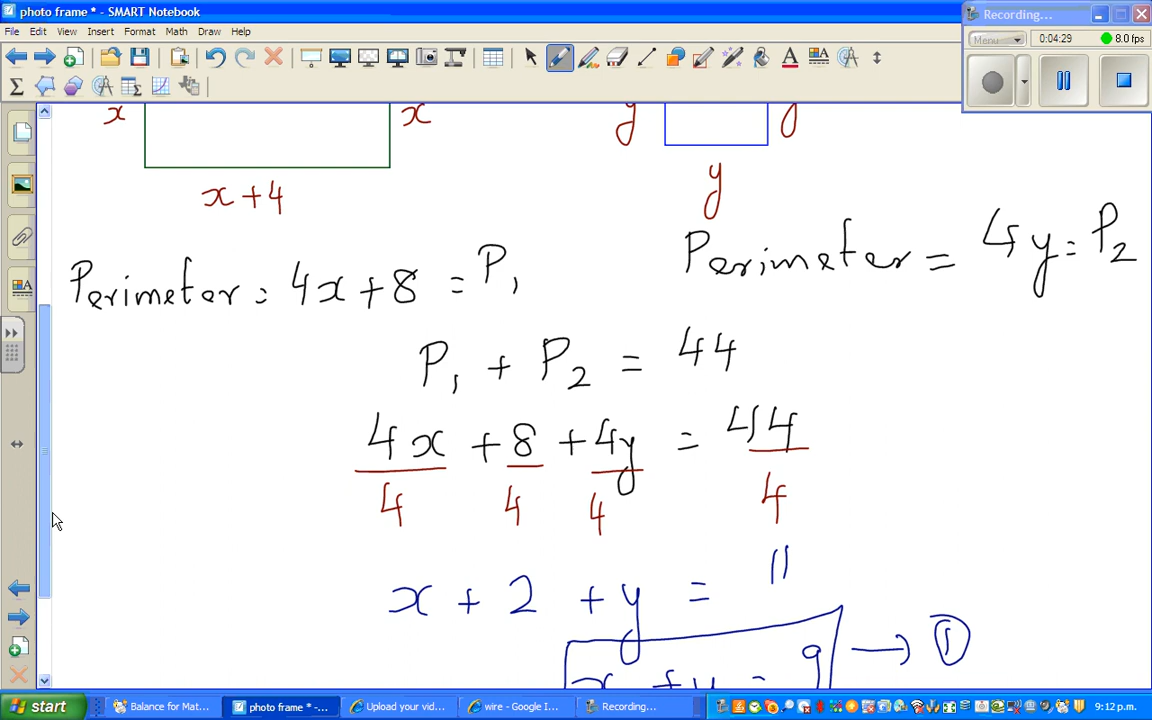 photo frame * - SMART Notebook
File Edit View Insert Format Math Draw Help
Recording...
Menu 0:04:29 8.0 fps
x x y y
x + 4 y
Perimeter = 4x + 8 = P1
Perimeter = 4y = P2
P1 + P2 = 44
4x + 8 + 4y = 44
4 4 4 4
x + 2 + y = 11
x + y = 9 → ①
start Balance for Mat... photo frame * -... Upload your vid... wire - Google I... Recording... 9:12 p.m.